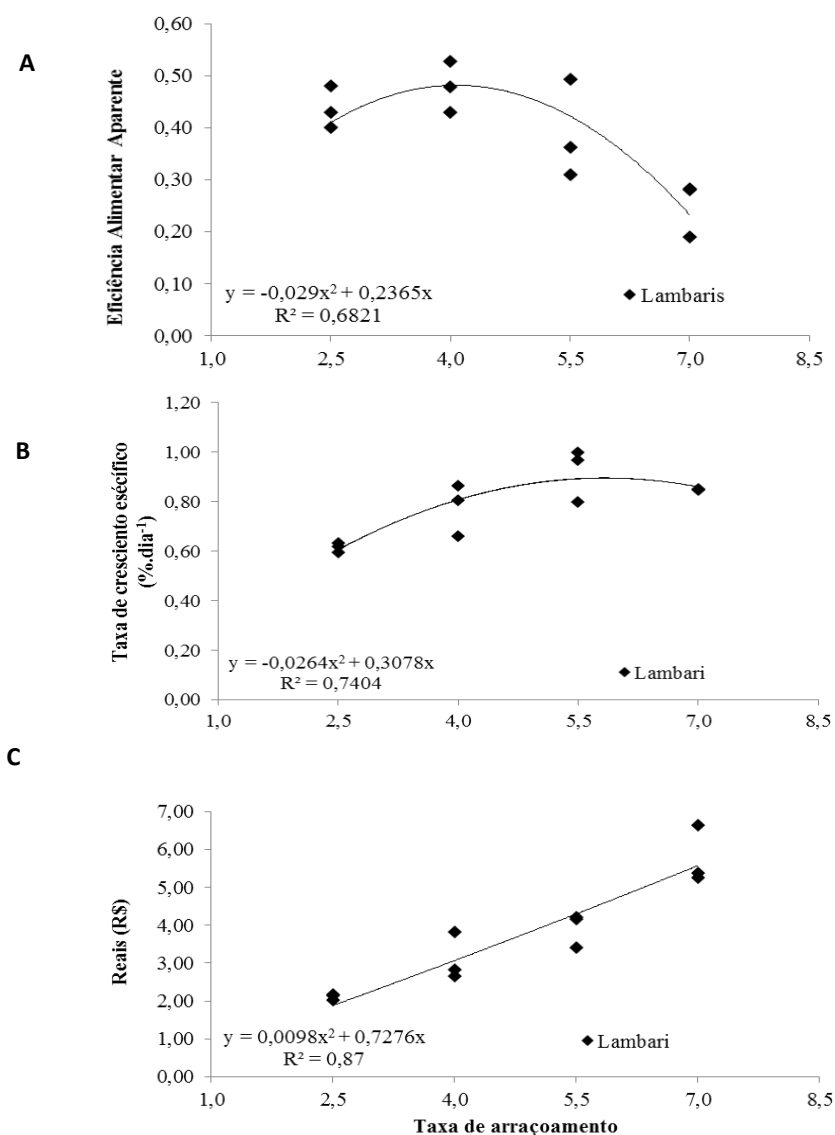 A
Eficiência Alimentar Aparente
0,60
0,50
0,40
0,30
0,20
0,10
0,00
y = -0,029x² + 0,2365x
R² = 0,6821
Lambaris
1,0 2,5 4,0 5,5 7,0 8,5
B
Taxa de cresciento esécífico
(%.dia⁻¹)
1,20
1,00
0,80
0,60
0,40
0,20
0,00
y = -0,0264x² + 0,3078x
R² = 0,7404
Lambari
1,0 2,5 4,0 5,5 7,0 8,5
C
Reais (R$)
7,00
6,00
5,00
4,00
3,00
2,00
1,00
0,00
y = 0,0098x² + 0,7276x
R² = 0,87
Lambari
1,0 2,5 4,0 5,5 7,0 8,5
Taxa de arraçoamento